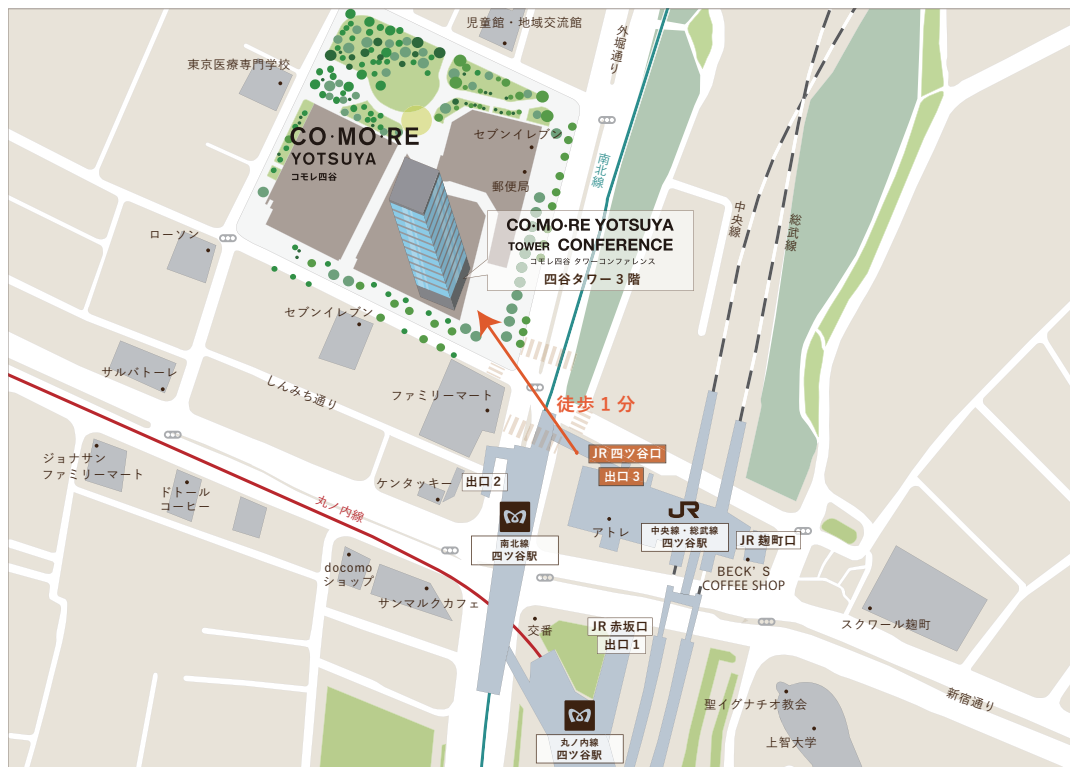 児童館・地域交流館
外堀通り
東京医療専門学校
CO·MO·RE
YOTSUYA
コモレ四谷
セブンイレブン
郵便局
南北線
中央線
総武線
CO·MO·RE YOTSUYA
TOWER CONFERENCE
コモレ四谷 タワーコンファレンス
四谷タワー３階
ローソン
セブンイレブン
サルバトーレ
しんみち通り
ファミリーマート
徒歩１分
JR 四ツ谷口
出口 3
ジョナサン
ファミリーマート
ドトール
コーヒー
ケンタッキー
出口 2
丸ノ内線
南北線
四ツ谷駅
アトレ
JR
中央線・総武線
四ツ谷駅
JR 麹町口
BECK’S
COFFEE SHOP
docomo
ショップ
サンマルクカフェ
交番
JR 赤坂口
出口 1
スクワール麹町
新宿通り
聖イグナチオ教会
上智大学
丸ノ内線
四ツ谷駅